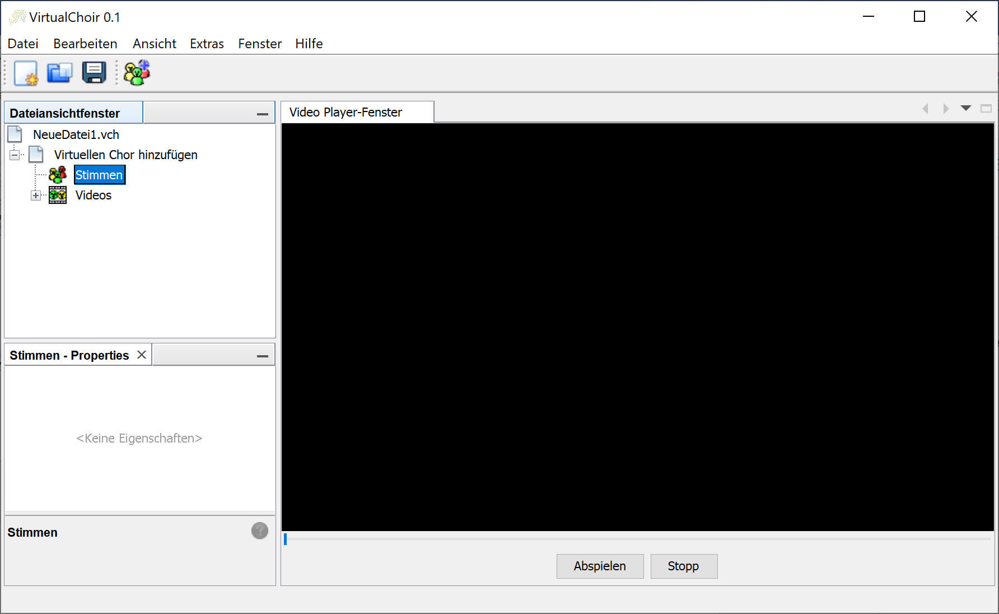 VirtualChoir 0.1
Datei Bearbeiten Ansicht Extras Fenster Hilfe
Dateiansichtfenster
NeueDatei1.vch
Virtuellen Chor hinzufügen
Stimmen
Videos
Stimmen - Properties
<Keine Eigenschaften>
Stimmen
?
Video Player-Fenster
Abspielen Stopp